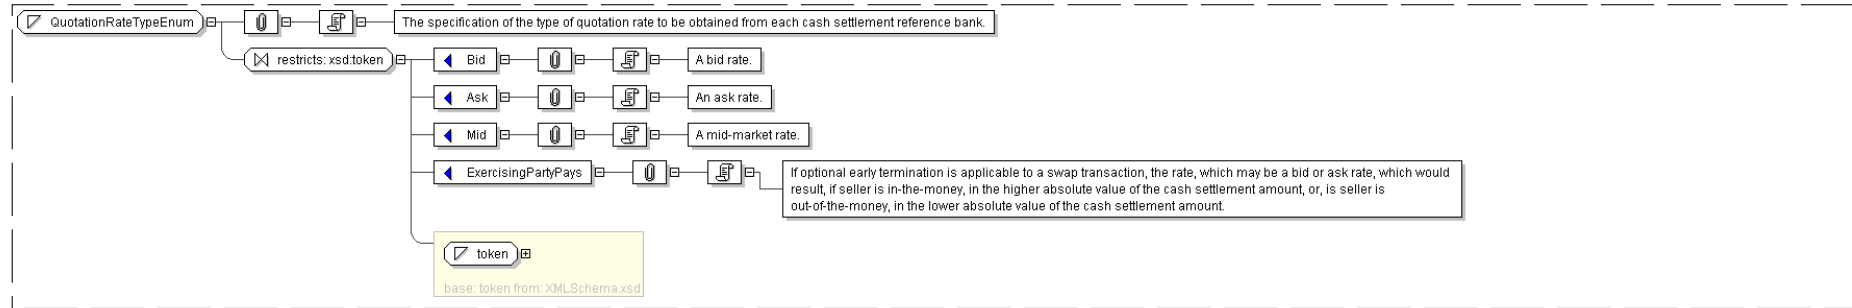 QuotationRateTypeEnum
The specification of the type of quotation rate to be obtained from each cash settlement reference bank.
restricts: xsd:token
Bid
A bid rate.
Ask
An ask rate.
Mid
A mid-market rate.
ExercisingPartyPays
If optional early termination is applicable to a swap transaction, the rate, which may be a bid or ask rate, which would
result, if seller is in-the-money, in the higher absolute value of the cash settlement amount, or, is seller is
out-of-the-money, in the lower absolute value of the cash settlement amount.
token
base: token from: XMLSchema.xsd